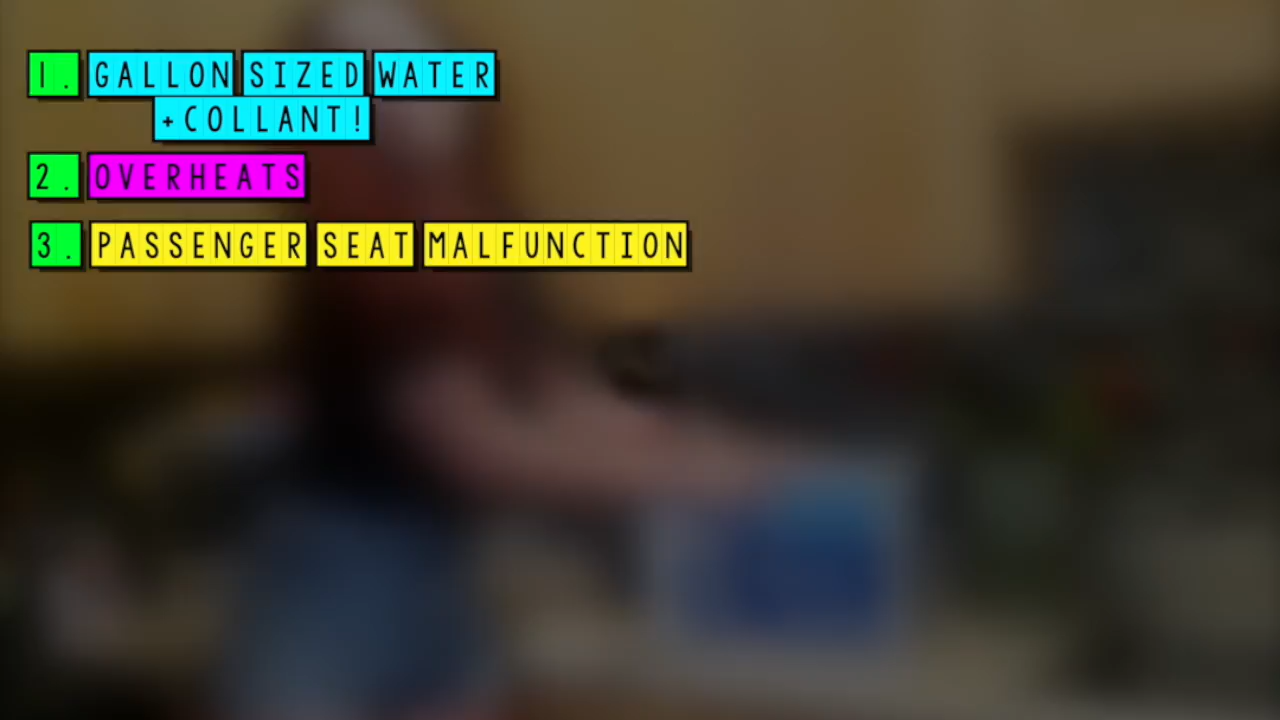 1. GALLON SIZED WATER
+COLLANT!
2. OVERHEATS
3. PASSENGER SEAT MALFUNCTION